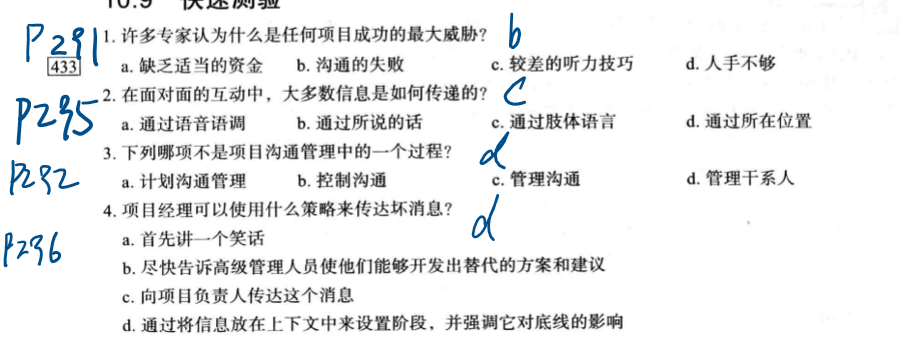 10.9 快速测验
P291 1. 许多专家认为什么是任何项目成功的最大威胁? b
433 a. 缺乏适当的资金 b. 沟通的失败 c. 较差的听力技巧 d. 人手不够
P295 2. 在面对面的互动中，大多数信息是如何传递的? C
a. 通过语音语调 b. 通过所说的话 c. 通过肢体语言 d. 通过所在位置
3. 下列哪项不是项目沟通管理中的一个过程? d
P292 a. 计划沟通管理 b. 控制沟通 c. 管理沟通 d. 管理干系人
4. 项目经理可以使用什么策略来传达坏消息? d
P296 a. 首先讲一个笑话
b. 尽快告诉高级管理人员使他们能够开发出替代的方案和建议
c. 向项目负责人传达这个消息
d. 通过将信息放在上下文中来设置阶段，并强调它对底线的影响